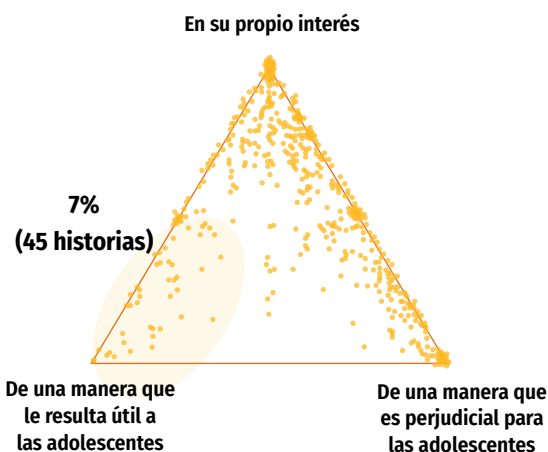 En su propio interés
7%
(45 historias)
De una manera que
le resulta útil a
las adolescentes
De una manera que
es perjudicial para
las adolescentes